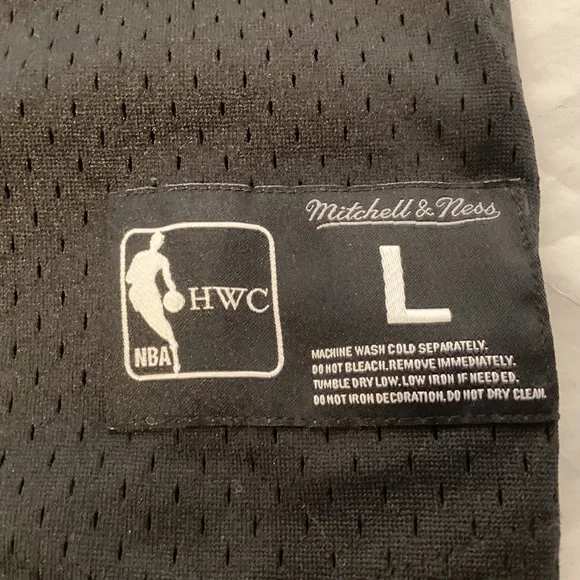 Mitchell & Ness
L
HWC
NBA
MACHINE WASH COLD SEPARATELY.
DO NOT BLEACH. REMOVE IMMEDIATELY.
TUMBLE DRY LOW. LOW IRON IF NEEDED.
DO NOT IRON DECORATION. DO NOT DRY CLEAN.